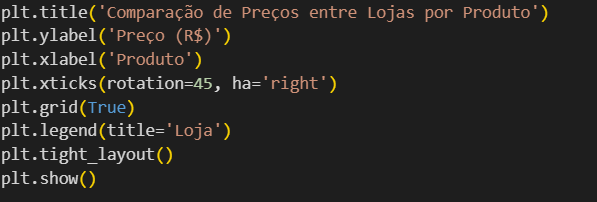 plt.title('Comparação de Preços entre Lojas por Produto')
plt.ylabel('Preço (R$)')
plt.xlabel('Produto')
plt.xticks(rotation=45, ha='right')
plt.grid(True)
plt.legend(title='Loja')
plt.tight_layout()
plt.show()